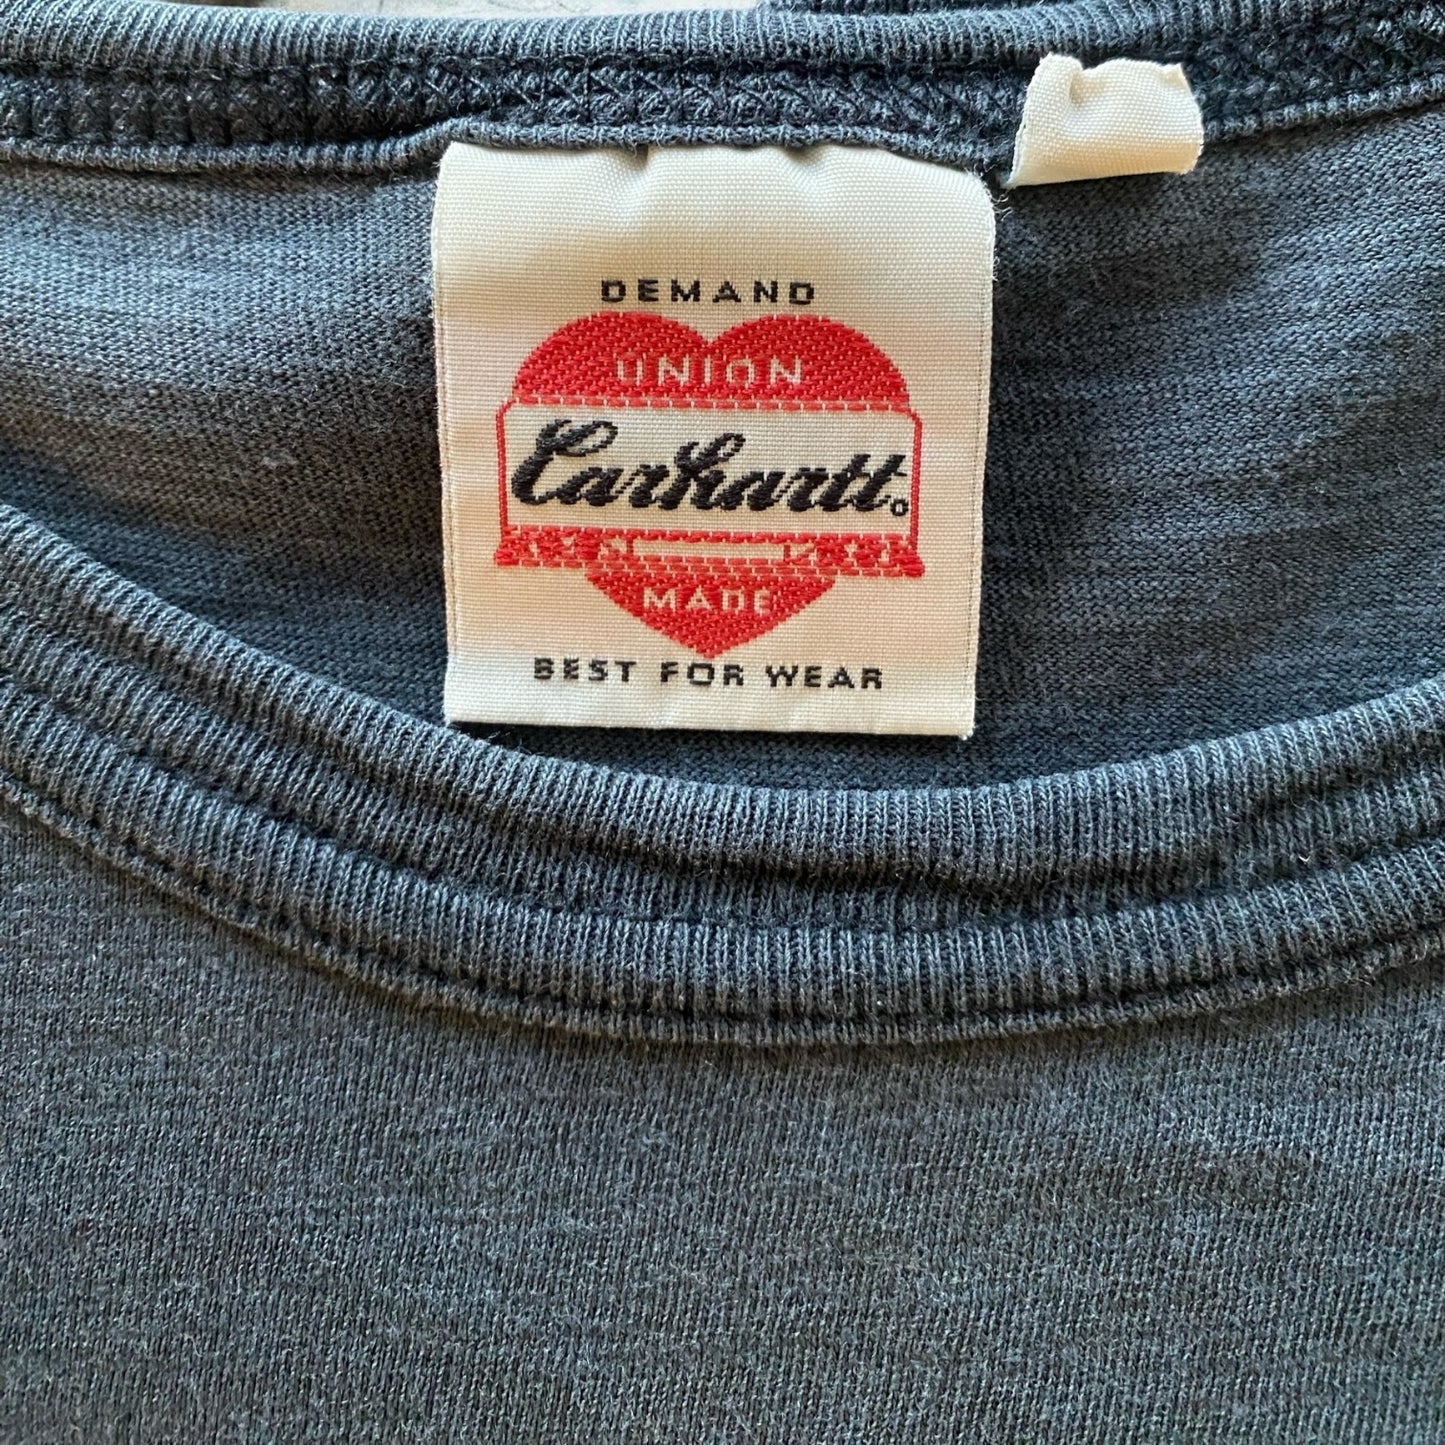 DEMAND
UNION
Carhartt
MADE
BEST FOR WEAR